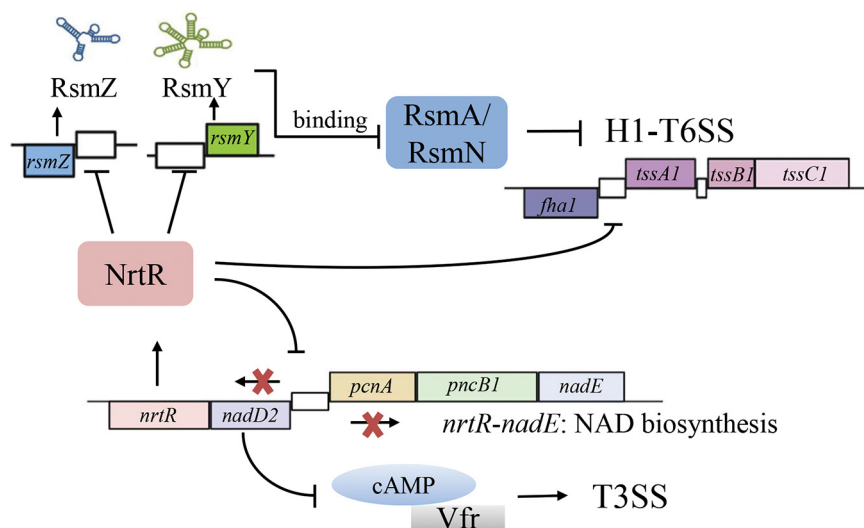 RsmZ
RsmY
rsmZ
rsmY
binding
RsmA/
RsmN
H1-T6SS
fha1
tssA1
tssB1
tssC1
NrtR
pcnA
pncB1
nadE
nrtR
nadD2
nrtR-nadE: NAD biosynthesis
cAMP
Vfr
T3SS